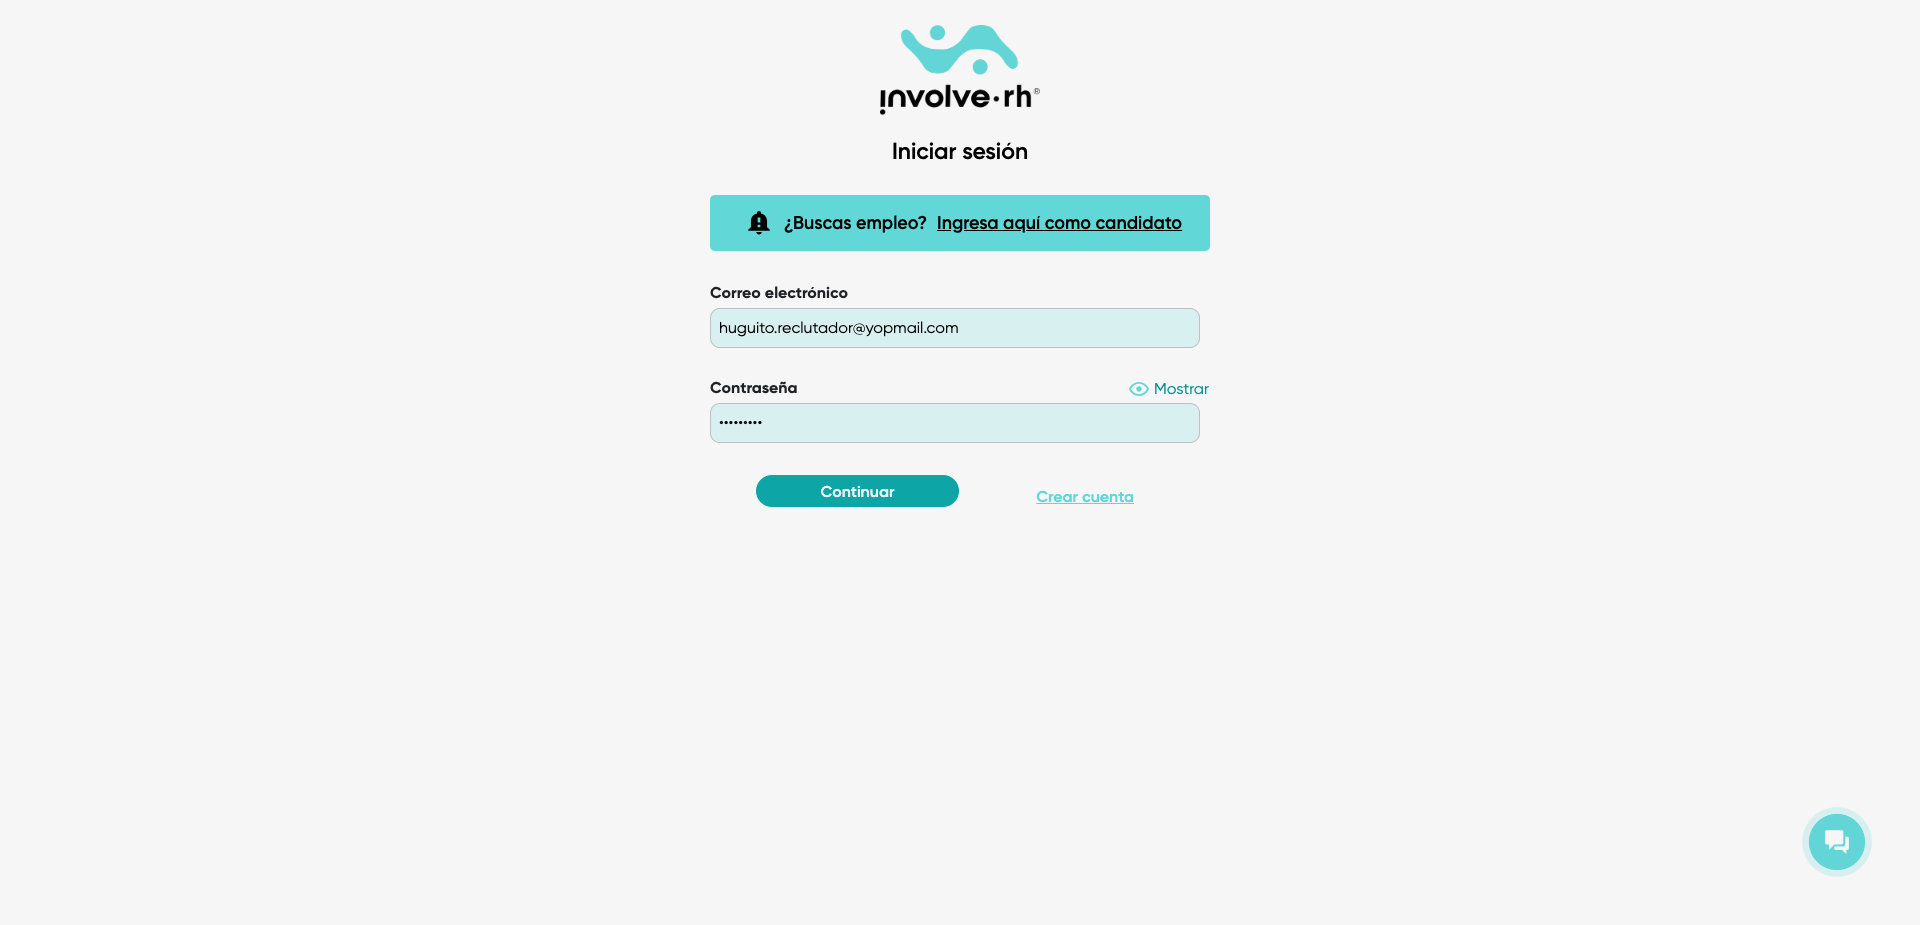 involve·rh®
Iniciar sesión
¿Buscas empleo? Ingresa aquí como candidato
Correo electrónico
huguito.reclutador@yopmail.com
Contraseña
Mostrar
•••••••••
Continuar
Crear cuenta